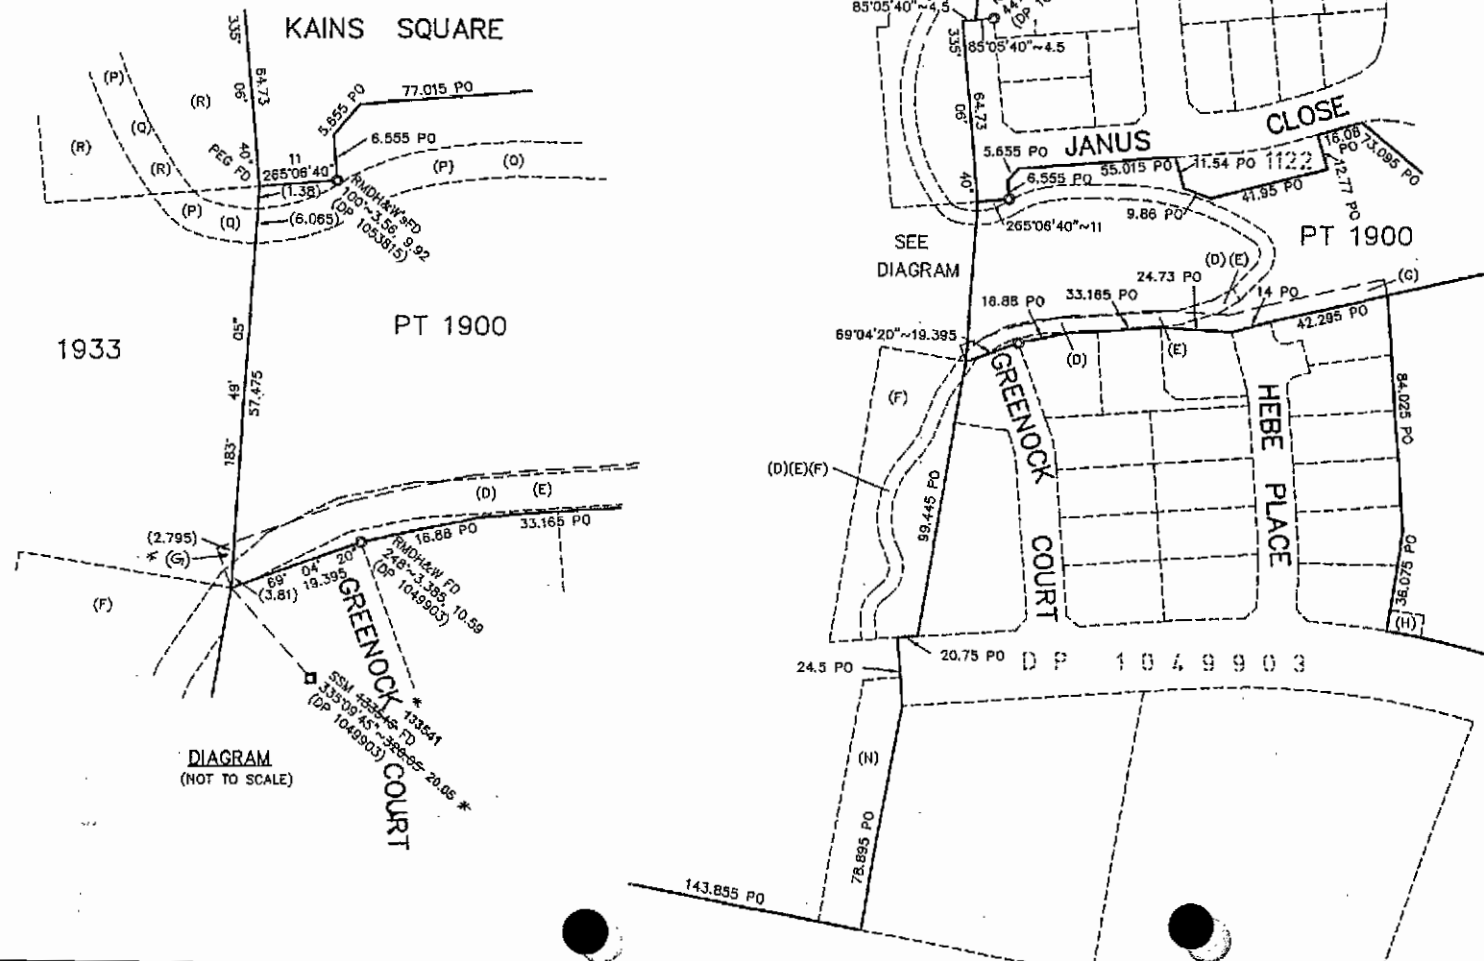 KAINS SQUARE
335°
06'
40"
64.73
(P)
(Q)
(R)
(R)
(R)
(P)
(Q)
PEG FD
5.655 PO
77.015 PO
6.555 PO
(P)
(O)
11
265°06'40"
(1.38)
(6.065)
RMDH&W'sFD
100°~3.56, 9.92
(DP 1053815)
1933
PT 1900
183°
49'
05"
57.475
(2.795)
* (G)
(F)
(D)
(E)
16.88 PO
33.165 PO
69° 04' 20"
(3.81) 19.395
RMDH&W FD
248°~3.385, 10.59
(DP 1049903)
GREENOCK
COURT
SSM 133541 FD *
335°09'45"~320.05 20.05 *
(DP 1049903)
DIAGRAM
(NOT TO SCALE)
85°05'40"~4.5
85°05'40"~4.5
335°
06'
40"
64.73
JANUS CLOSE
5.655 PO
6.555 PO
55.015 PO
11.54 PO
1122
16.08 PO
73.095 PO
12.77 PO
41.95 PO
9.86 PO
265°06'40"~11
SEE
DIAGRAM
PT 1900
(D)(E)
24.73 PO
14 PO
(G)
42.295 PO
16.88 PO
33.165 PO
69°04'20"~19.395
(D)
(E)
(F)
(D)(E)(F)
99.445 PO
GREENOCK
COURT
HEBE PLACE
84.025 PO
36.075 PO
(H)
24.5 PO
20.75 PO
DP 1049903
(N)
78.895 PO
143.855 PO